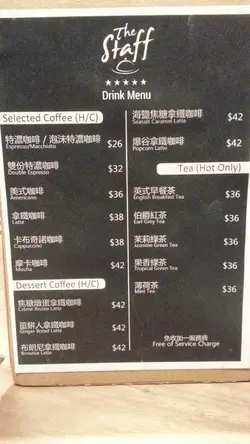 The
Staff
Drink Menu
Selected Coffee (H/C)
特濃咖啡 / 泡沫特濃咖啡 $26
Espresso/Macchiato
雙份特濃咖啡 $32
Double Espresso
美式咖啡 $36
Americano
拿鐵咖啡 $38
Latte
卡布奇諾咖啡 $38
Cappuccino
摩卡咖啡 $42
Mocha
Dessert Coffee (H/C)
焦糖燉蛋拿鐵咖啡 $42
Crème Brulee Latte
薑餅人拿鐵咖啡 $42
Ginger Bread Latte
布朗尼拿鐵咖啡 $42
Brownie Latte
海鹽焦糖拿鐵咖啡 $42
Seasalt Caramel Latte
爆谷拿鐵咖啡 $42
Popcorn Latte
Tea (Hot Only)
英式早餐茶 $36
English Breakfast Tea
伯爵紅茶 $36
Earl Grey Tea
茉莉綠茶 $36
Jasmine Green Tea
果香綠茶 $36
Tropical Green Tea
薄荷茶 $36
Mint Tea
免收加一服務費
Free of Service Charge